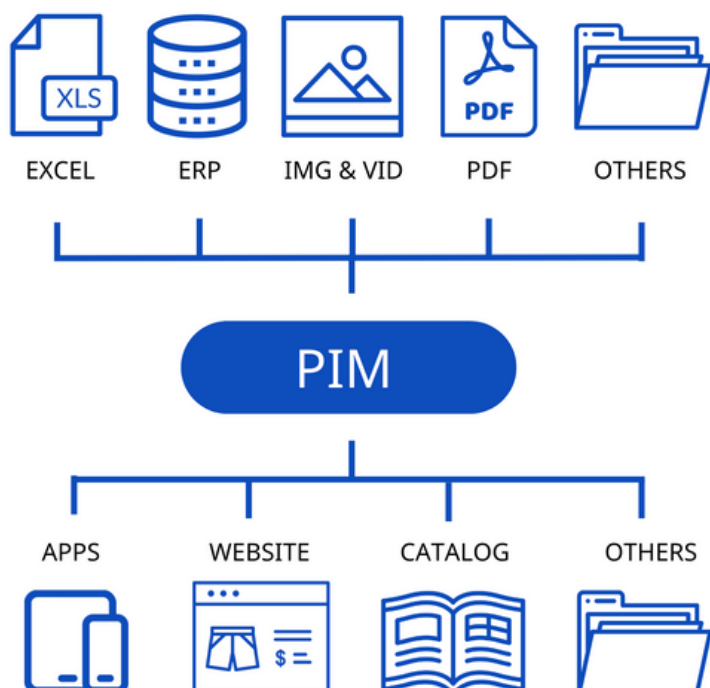 XLS
PDF
EXCEL ERP IMG & VID PDF OTHERS
PIM
APPS WEBSITE CATALOG OTHERS
$